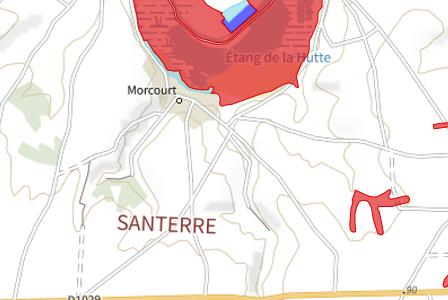 Étang de la Hutte
Morcourt
SANTERRE
90
D1029